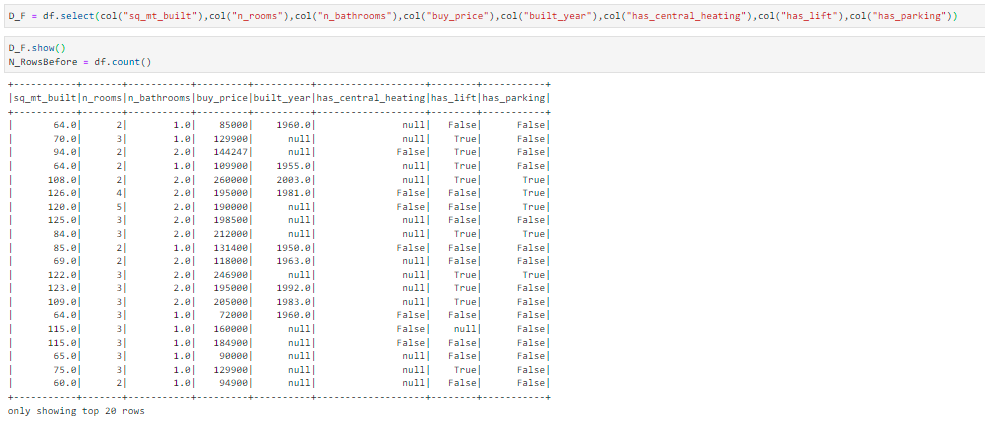 D_F = df.select(col("sq_mt_built"),col("n_rooms"),col("n_bathrooms"),col("buy_price"),col("built_year"),col("has_central_heating"),col("has_lift"),col("has_parking"))
D_F.show()
N_RowsBefore = df.count()
+-----------+-------+-----------+---------+----------+-------------------+--------+-----------+
|sq_mt_built|n_rooms|n_bathrooms|buy_price|built_year|has_central_heating|has_lift|has_parking|
+-----------+-------+-----------+---------+----------+-------------------+--------+-----------+
|       64.0|      2|        1.0|    85000|    1960.0|               null|   False|      False|
|       70.0|      3|        1.0|   129900|      null|               null|    True|      False|
|       94.0|      2|        2.0|   144247|      null|              False|    True|      False|
|       64.0|      2|        1.0|   109900|    1955.0|               null|    True|      False|
|      108.0|      2|        2.0|   260000|    2003.0|               null|    True|       True|
|      126.0|      4|        2.0|   195000|    1981.0|              False|   False|       True|
|      120.0|      5|        2.0|   190000|      null|              False|   False|       True|
|      125.0|      3|        2.0|   198500|      null|               null|   False|      False|
|       84.0|      3|        2.0|   212000|      null|               null|    True|       True|
|       85.0|      2|        1.0|   131400|    1950.0|              False|   False|      False|
|       69.0|      2|        2.0|   118000|    1963.0|               null|   False|      False|
|      122.0|      3|        2.0|   246900|      null|               null|    True|       True|
|      123.0|      3|        2.0|   195000|    1992.0|               null|    True|      False|
|      109.0|      3|        2.0|   205000|    1983.0|               null|    True|      False|
|       64.0|      3|        1.0|    72000|    1960.0|              False|   False|      False|
|      115.0|      3|        1.0|   160000|      null|              False|    null|      False|
|      115.0|      3|        1.0|   184900|      null|              False|   False|      False|
|       65.0|      3|        1.0|    90000|      null|               null|   False|      False|
|       75.0|      3|        1.0|   129900|      null|               null|    True|      False|
|       60.0|      2|        1.0|    94900|      null|               null|   False|      False|
+-----------+-------+-----------+---------+----------+-------------------+--------+-----------+
only showing top 20 rows